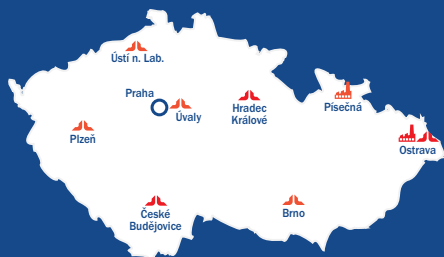 Ústí n. Lab.
Praha
Úvaly
Hradec
Králové
Písečná
Plzeň
Ostrava
České
Budějovice
Brno